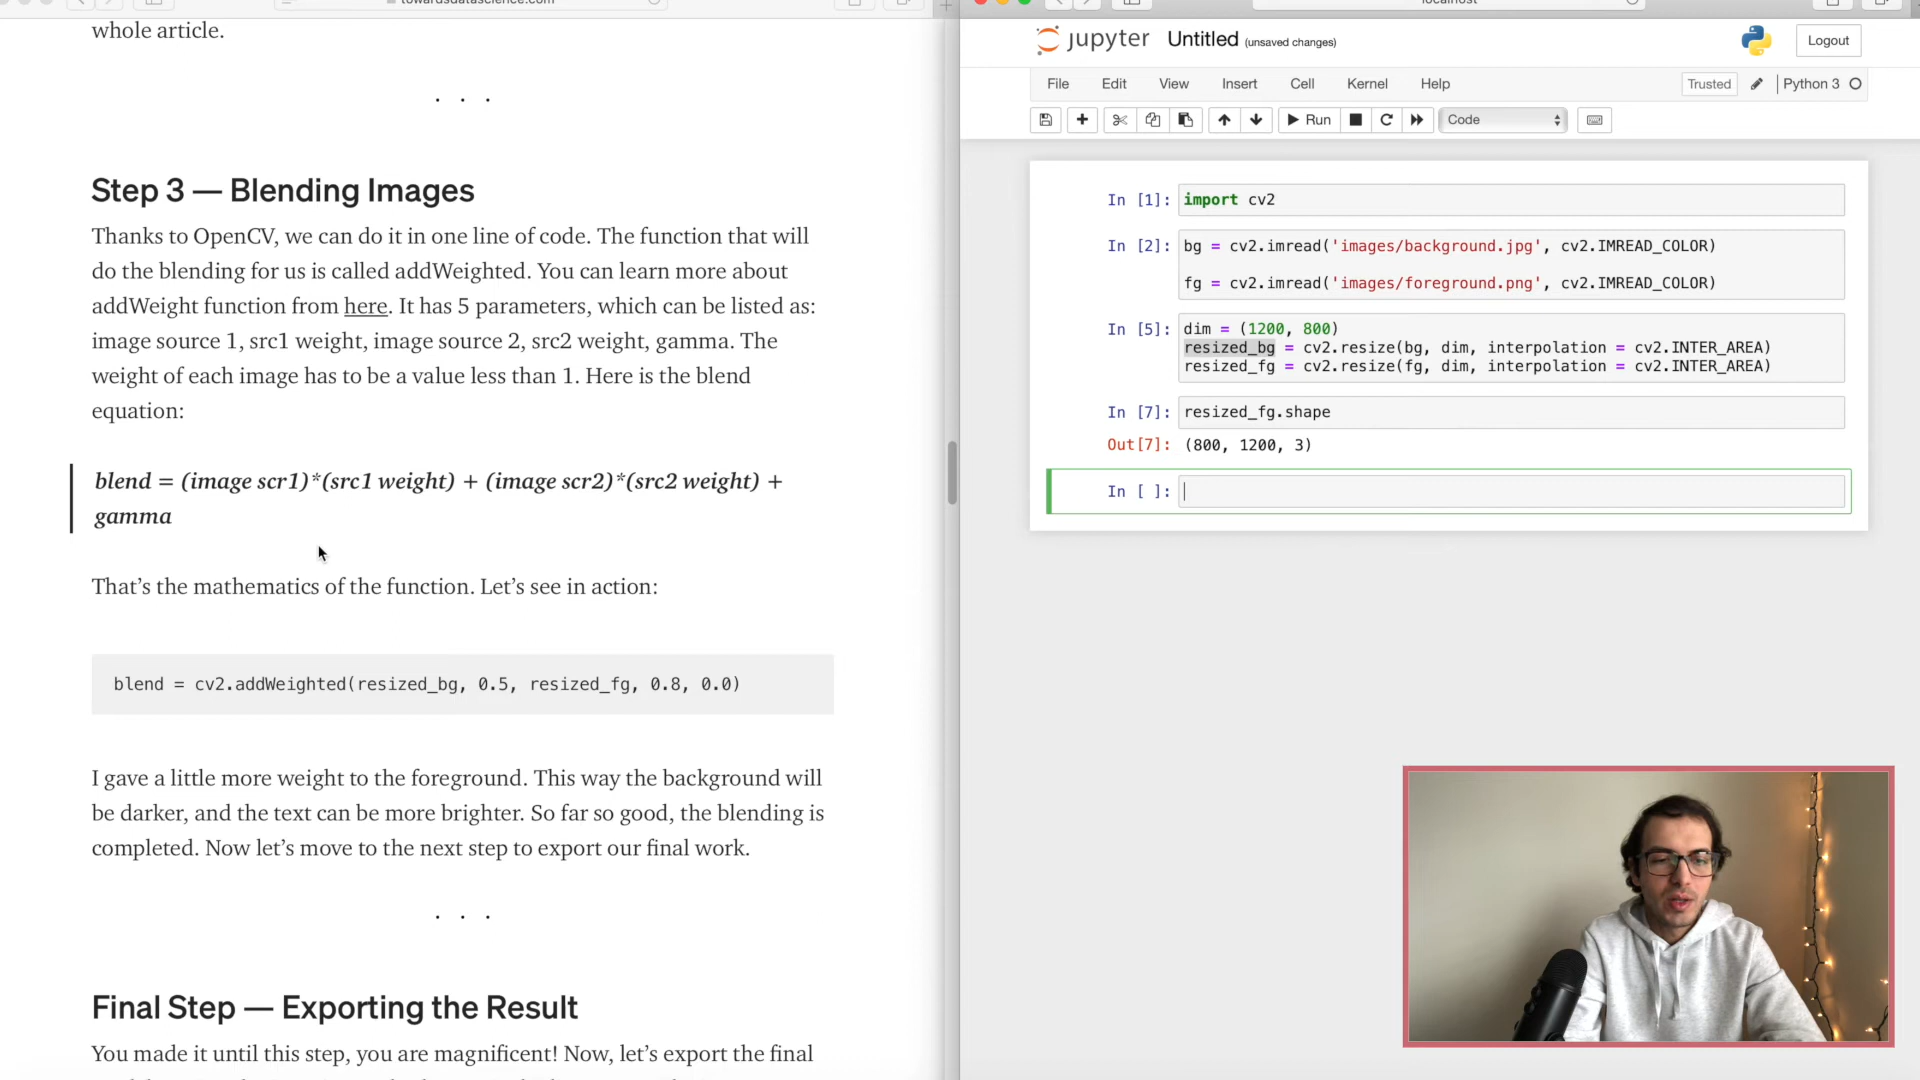 towardsdatascience.com
whole article.
. . .
Step 3 — Blending Images
Thanks to OpenCV, we can do it in one line of code. The function that will
do the blending for us is called addWeighted. You can learn more about
addWeight function from here. It has 5 parameters, which can be listed as:
image source 1, src1 weight, image source 2, src2 weight, gamma. The
weight of each image has to be a value less than 1. Here is the blend
equation:
blend = (image scr1)*(src1 weight) + (image scr2)*(src2 weight) +
gamma
That’s the mathematics of the function. Let’s see in action:
blend = cv2.addWeighted(resized_bg, 0.5, resized_fg, 0.8, 0.0)
I gave a little more weight to the foreground. This way the background will
be darker, and the text can be more brighter. So far so good, the blending is
completed. Now let’s move to the next step to export our final work.
. . .
Final Step — Exporting the Result
You made it until this step, you are magnificent! Now, let’s export the final
localhost
jupyter Untitled (unsaved changes)
Logout
File Edit View Insert Cell Kernel Help
Trusted Python 3
Run Code
In [1]: import cv2
In [2]: bg = cv2.imread('images/background.jpg', cv2.IMREAD_COLOR)
fg = cv2.imread('images/foreground.png', cv2.IMREAD_COLOR)
In [5]: dim = (1200, 800)
resized_bg = cv2.resize(bg, dim, interpolation = cv2.INTER_AREA)
resized_fg = cv2.resize(fg, dim, interpolation = cv2.INTER_AREA)
In [7]: resized_fg.shape
Out[7]: (800, 1200, 3)
In [ ]: